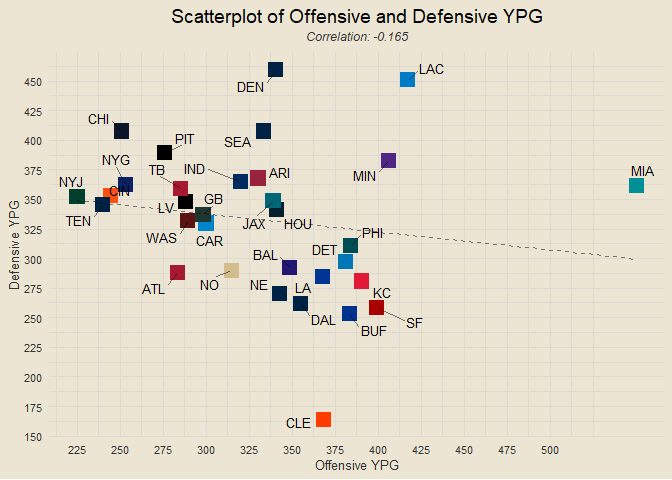 Scatterplot of Offensive and Defensive YPG
Correlation: -0.165
DEN
LAC
450
425
CHI
SEA
400
PIT
MIN
NYG
375
TB
IND
ARI
MIA
NYJ
CIN
350
GB
LV
TEN
JAX
HOU
325
WAS
CAR
PHI
DET
300
BAL
ATL
NO
NE
LA
KC
275
DAL
BUF
SF
250
225
200
CLE
175
150
Defensive YPG
225 250 275 300 325 350 375 400 425 450 475 500
Offensive YPG